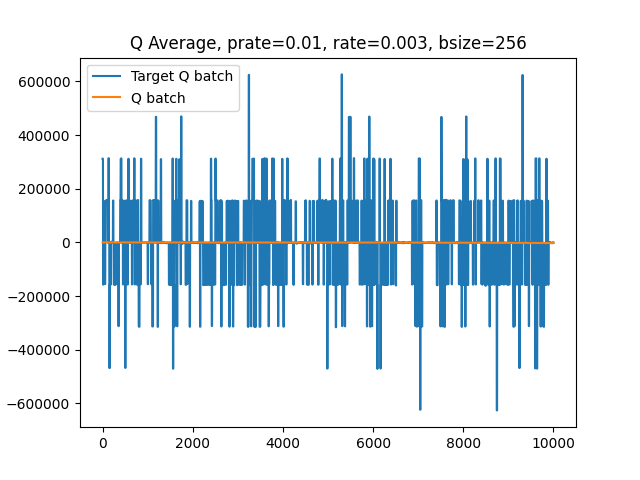 Q Average, prate=0.01, rate=0.003, bsize=256
Target Q batch
Q batch
600000
400000
200000
0
−200000
−400000
−600000
0 2000 4000 6000 8000 10000